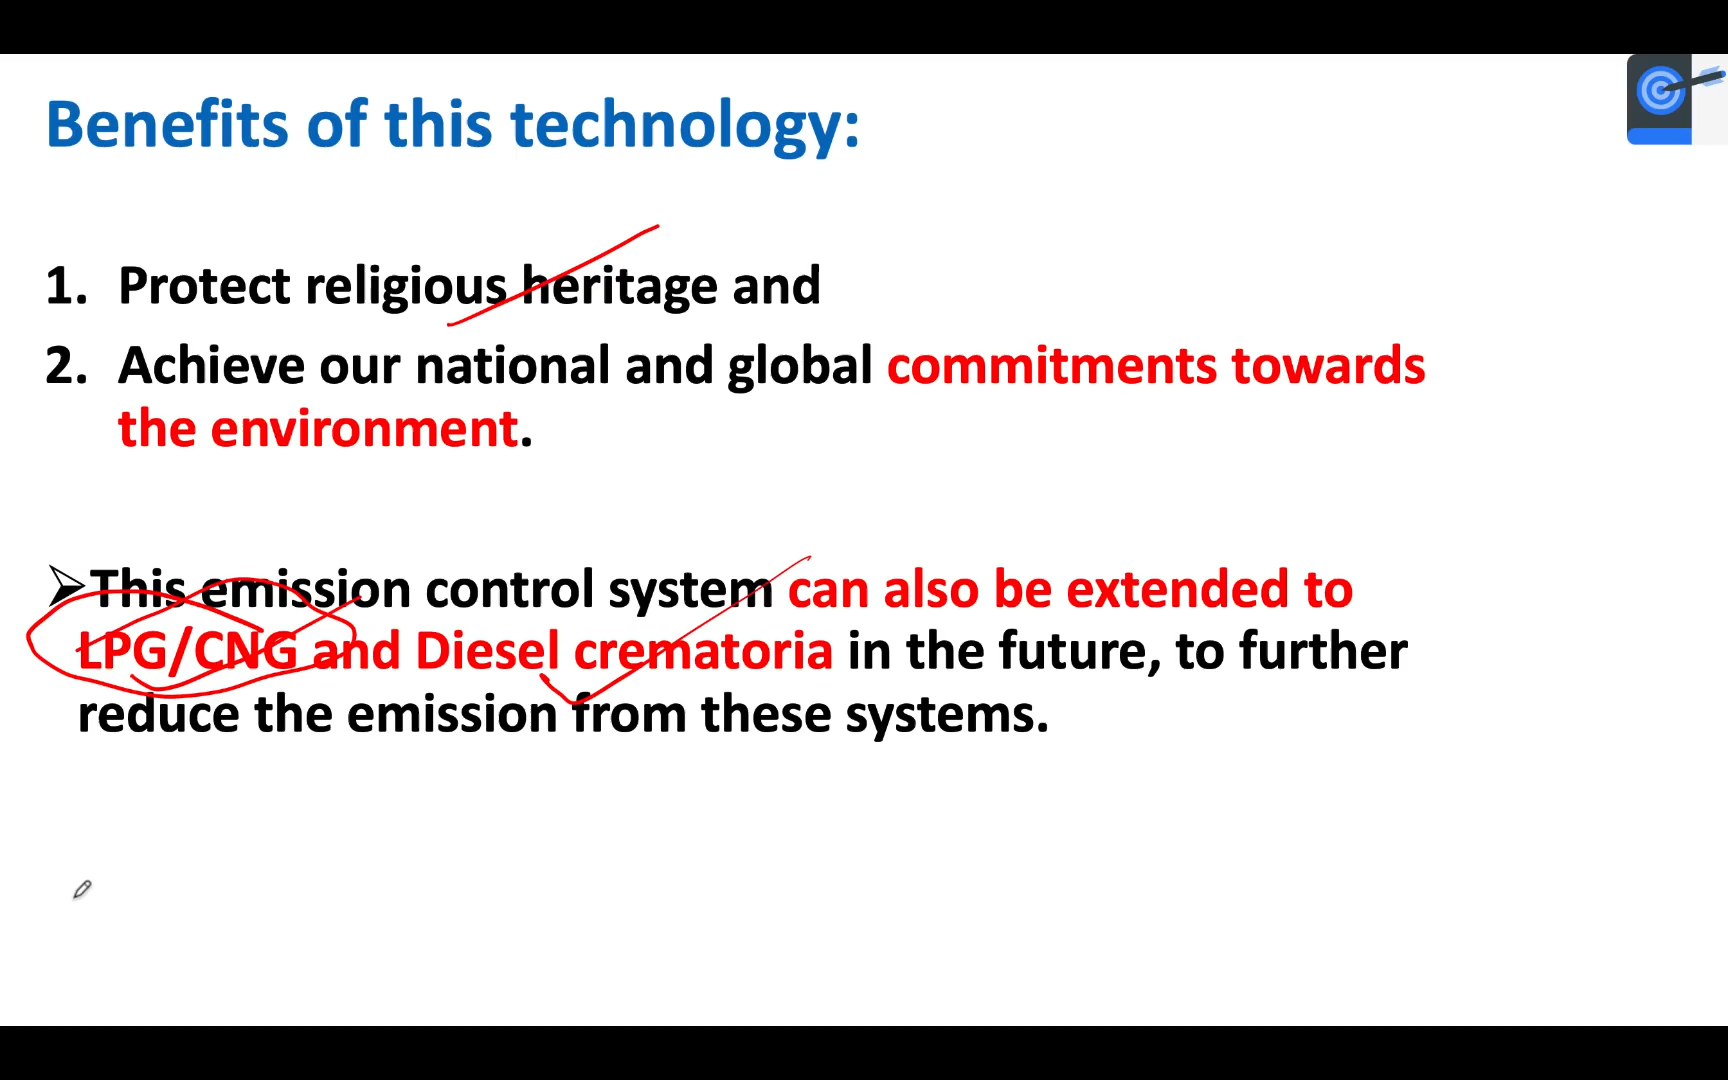 Benefits of this technology:
1. Protect religious heritage and
2. Achieve our national and global commitments towards
the environment.
➢This emission control system can also be extended to
LPG/CNG and Diesel crematoria in the future, to further
reduce the emission from these systems.